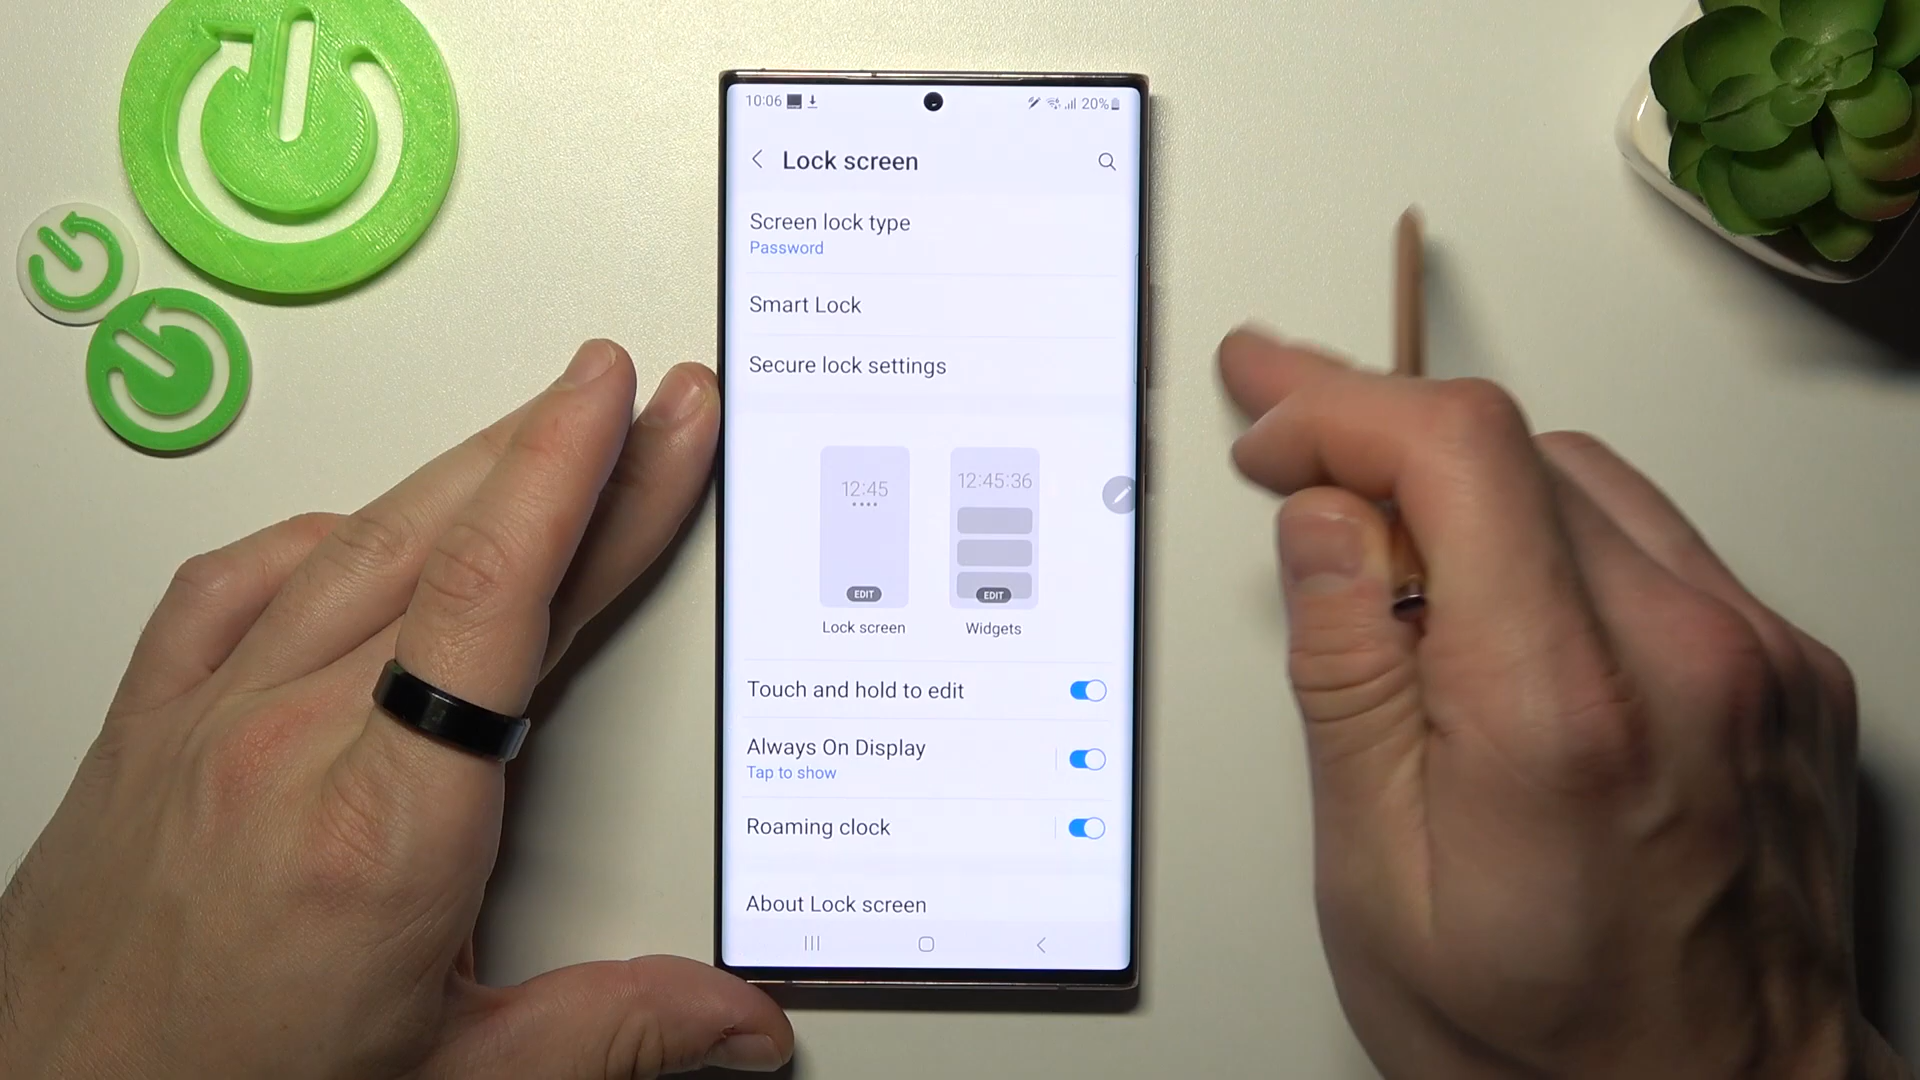 10:06
20%
Lock screen
Screen lock type
Password
Smart Lock
Secure lock settings
12:45
12:45:36
EDIT
EDIT
Lock screen
Widgets
Touch and hold to edit
Always On Display
Tap to show
Roaming clock
About Lock screen